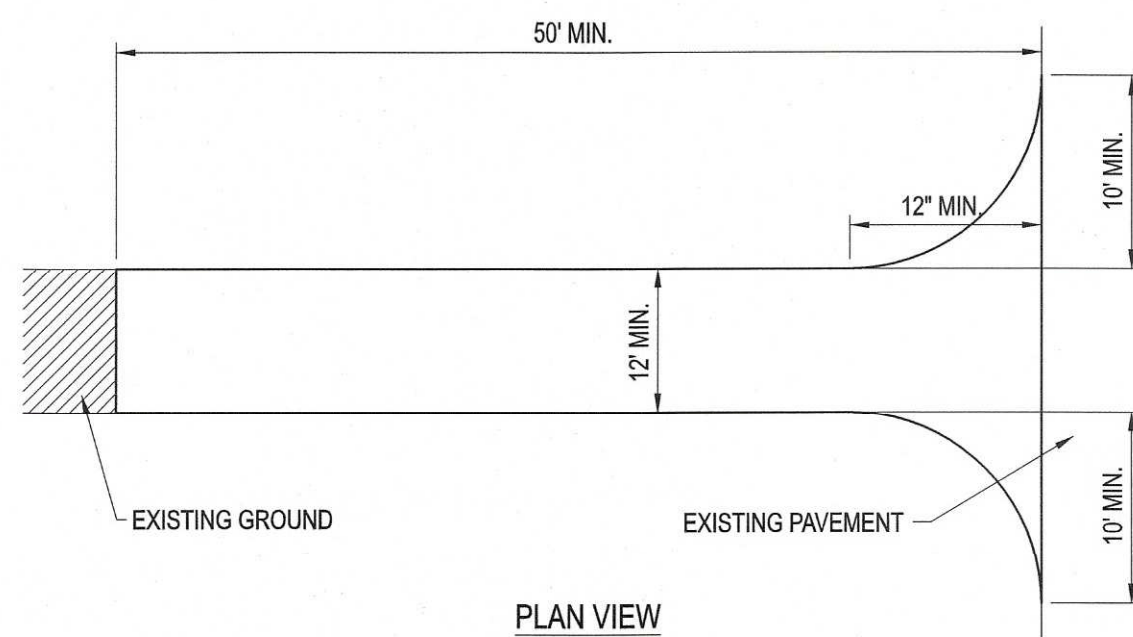 50' MIN.
10' MIN.
12" MIN.
12' MIN.
EXISTING GROUND
EXISTING PAVEMENT
10' MIN.
PLAN VIEW